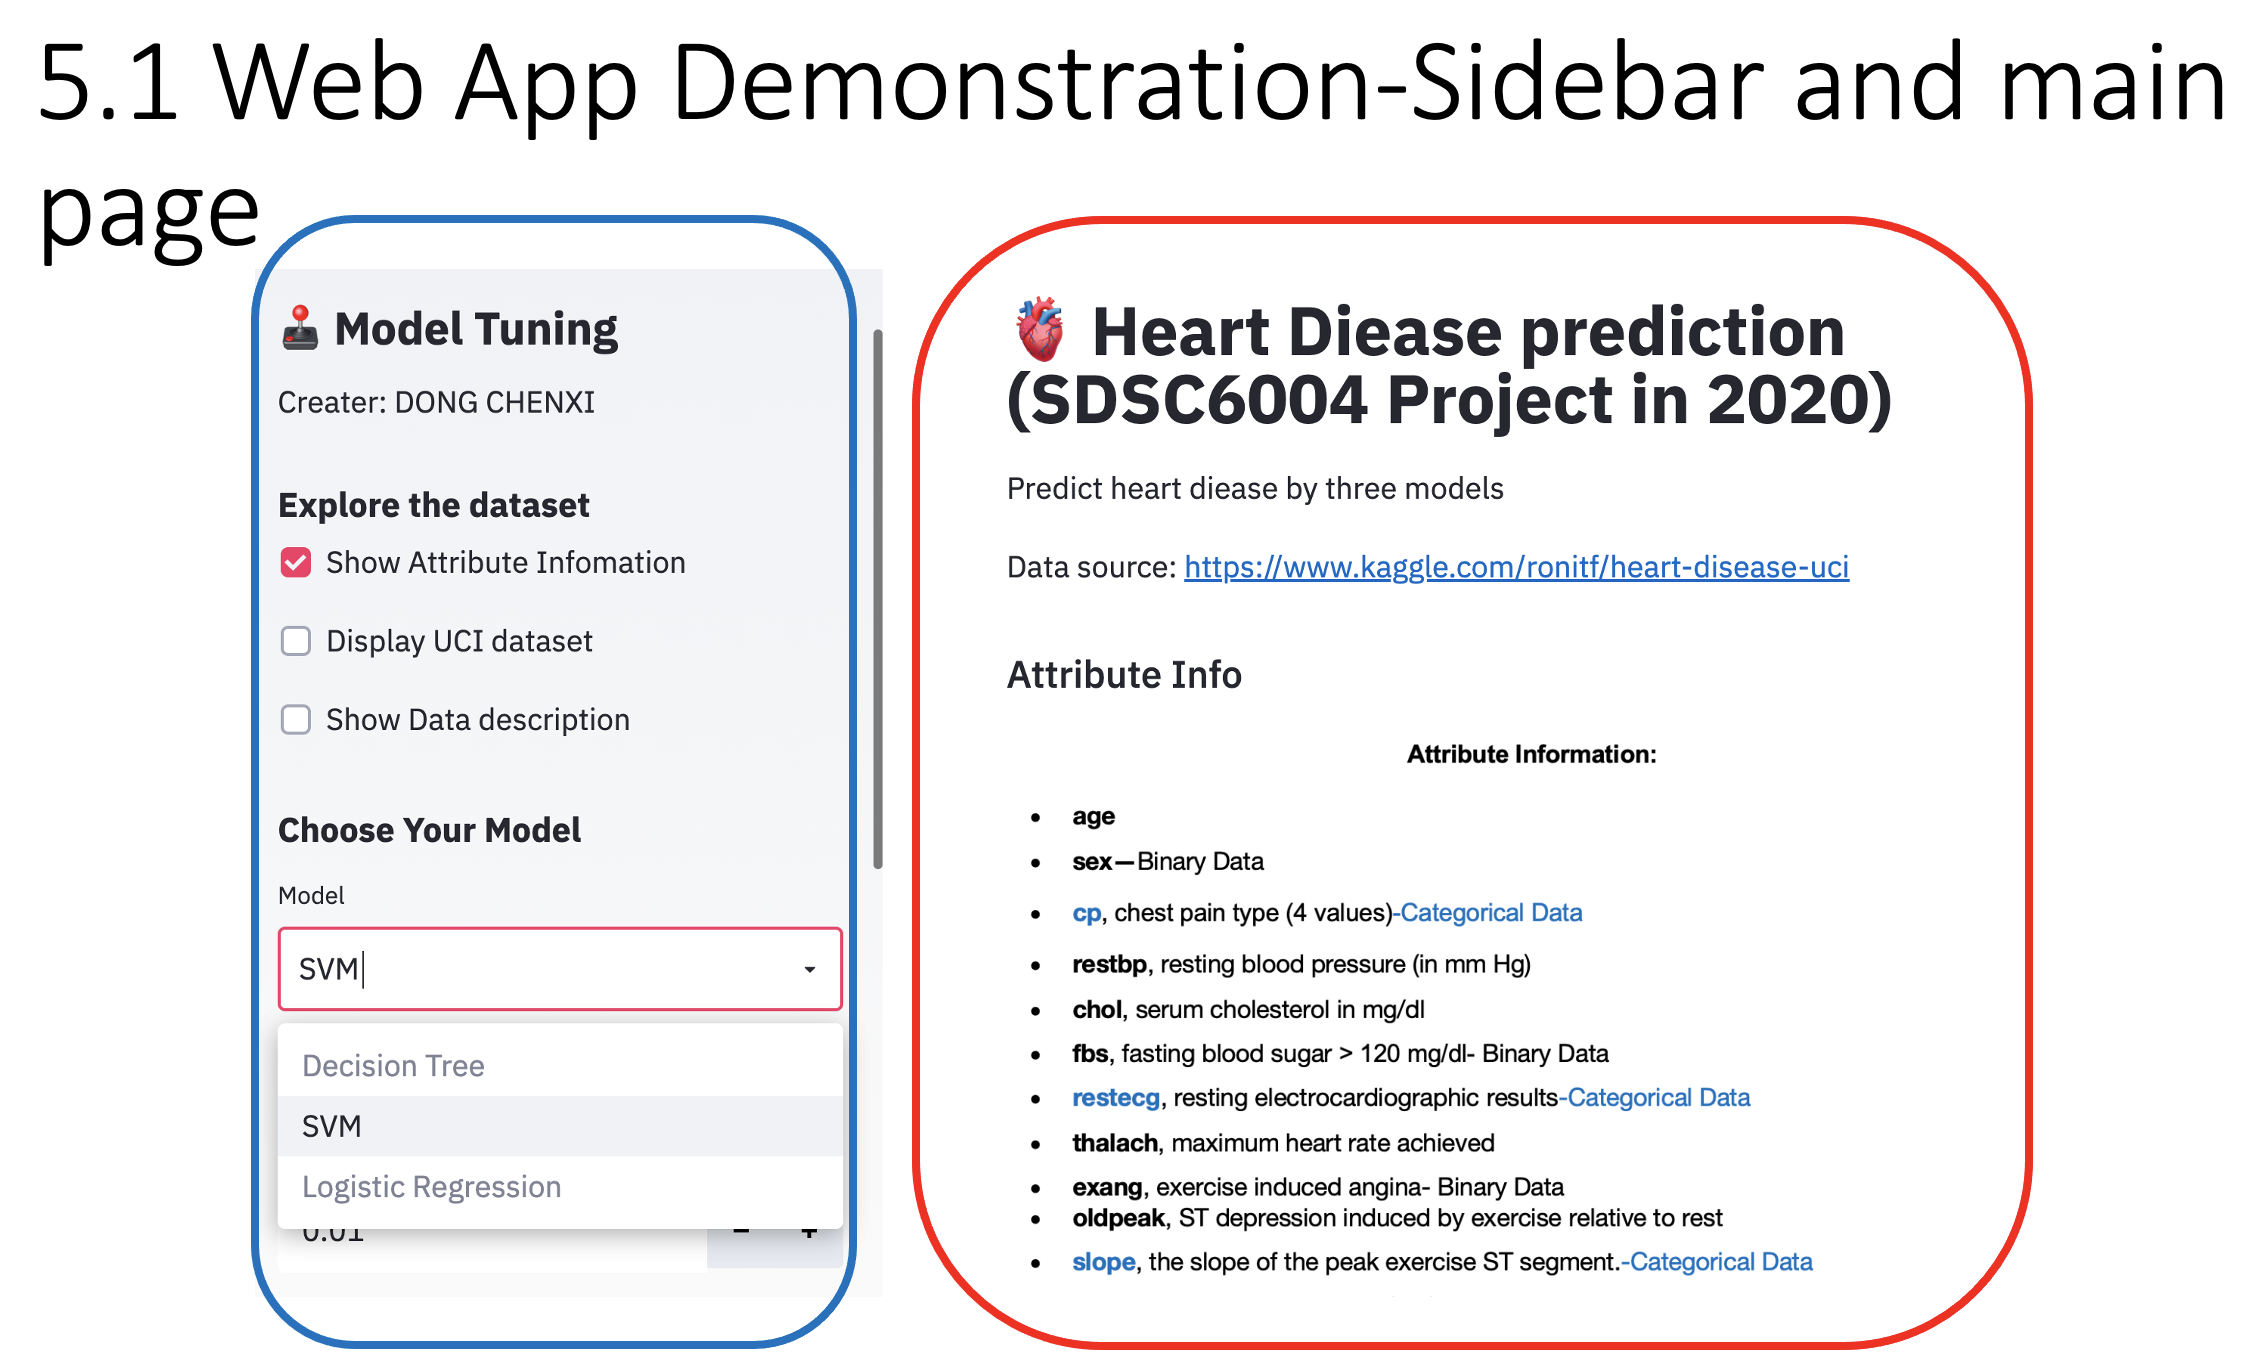 5.1 Web App Demonstration-Sidebar and main
page
Model Tuning
Creater: DONG CHENXI
Explore the dataset
Show Attribute Infomation
Display UCI dataset
Show Data description
Choose Your Model
Model
SVM
Decision Tree
SVM
Logistic Regression
0.01
- +
Heart Diease prediction
(SDSC6004 Project in 2020)
Predict heart diease by three models
Data source: https://www.kaggle.com/ronitf/heart-disease-uci
Attribute Info
Attribute Information:
• age
• sex—Binary Data
• cp, chest pain type (4 values)-Categorical Data
• restbp, resting blood pressure (in mm Hg)
• chol, serum cholesterol in mg/dl
• fbs, fasting blood sugar > 120 mg/dl- Binary Data
• restecg, resting electrocardiographic results-Categorical Data
• thalach, maximum heart rate achieved
• exang, exercise induced angina- Binary Data
• oldpeak, ST depression induced by exercise relative to rest
• slope, the slope of the peak exercise ST segment.-Categorical Data